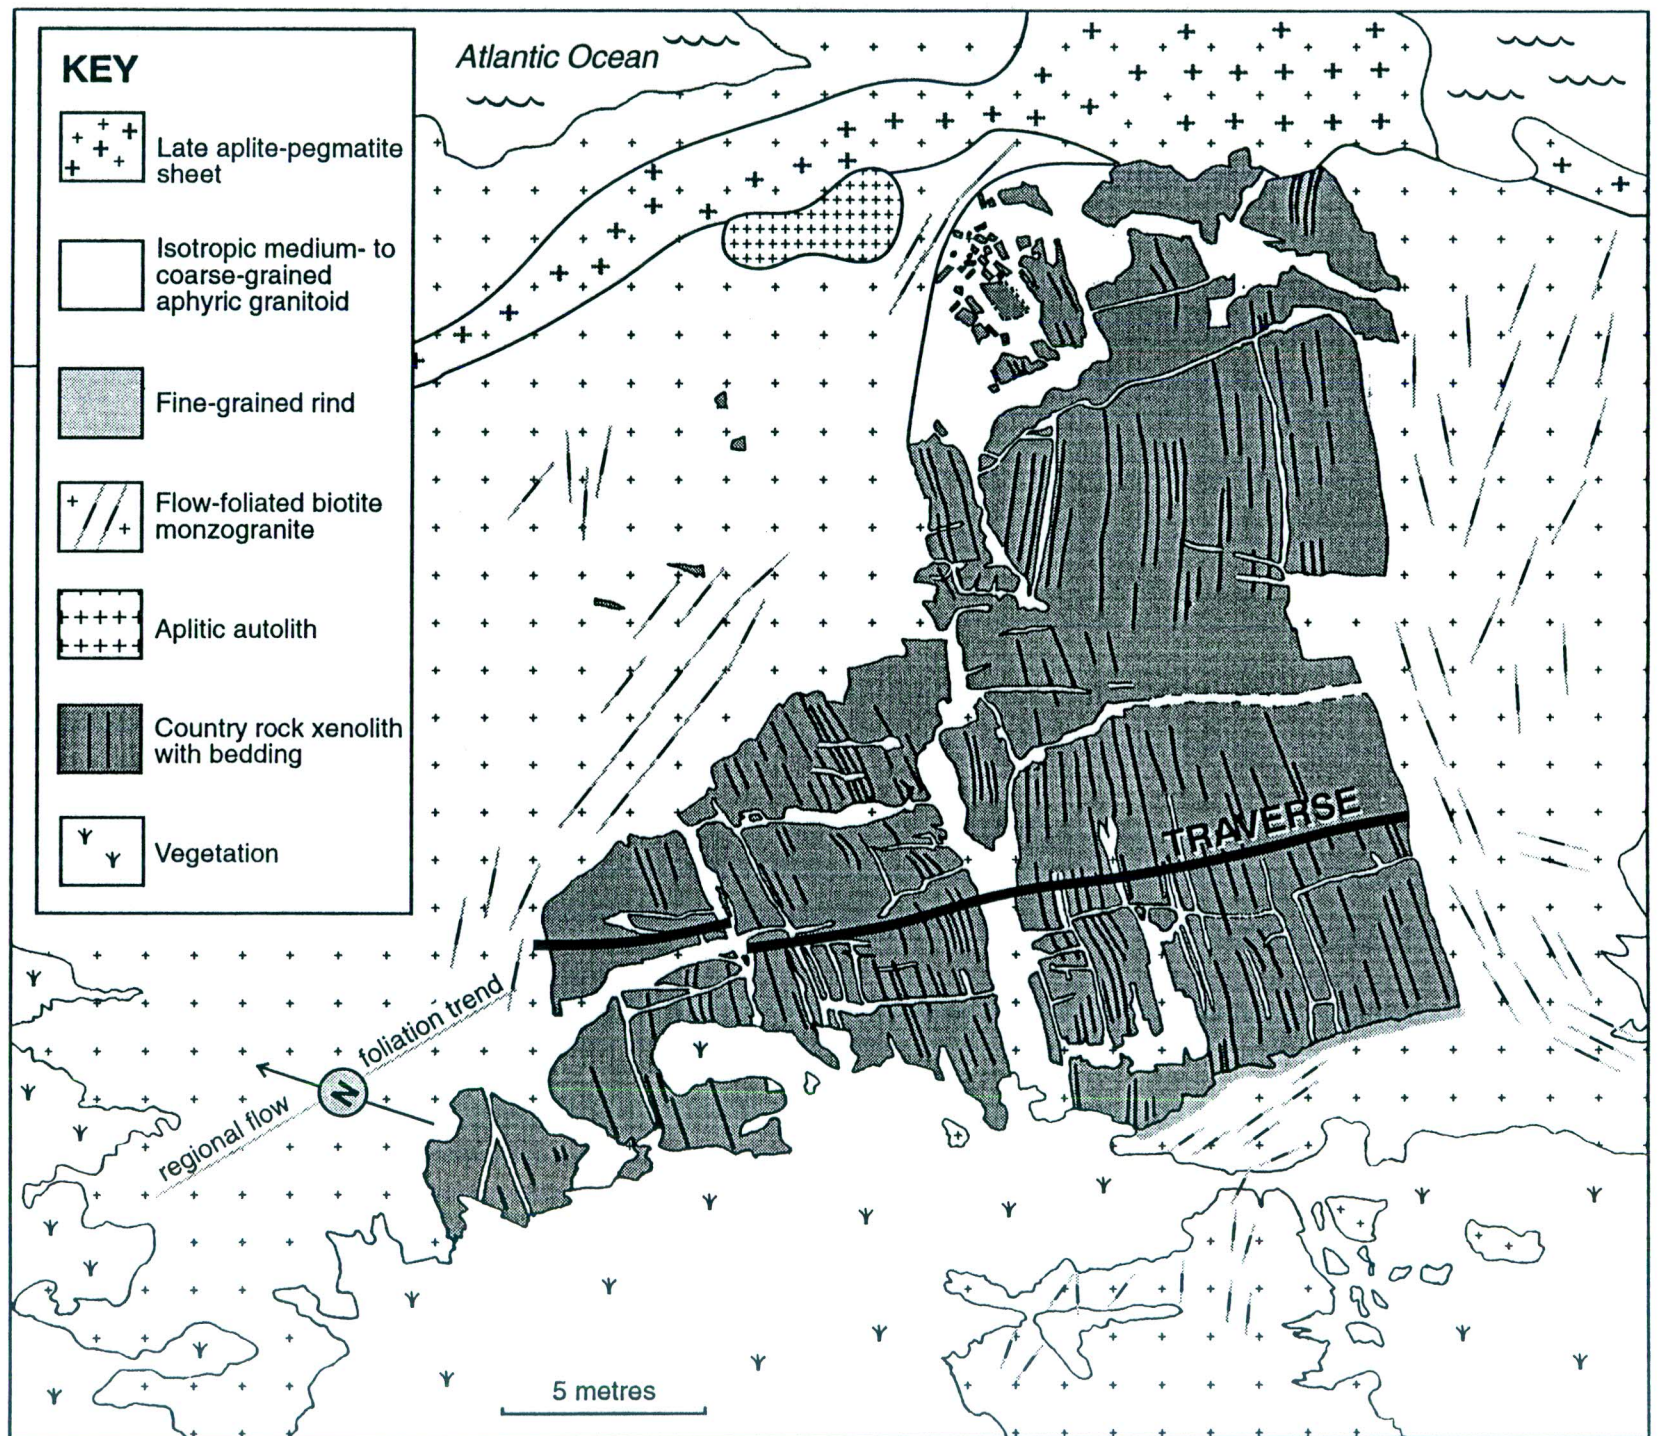 KEY
Late aplite-pegmatite
sheet
Isotropic medium- to
coarse-grained
aphyric granitoid
Fine-grained rind
Flow-foliated biotite
monzogranite
Aplitic autolith
Country rock xenolith
with bedding
Vegetation
Atlantic Ocean
TRAVERSE
foliation trend
N
regional flow
5 metres